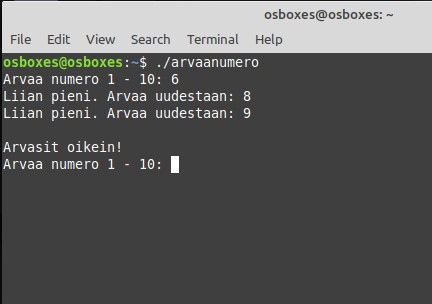 osboxes@osboxes: ~
File Edit View Search Terminal Help
osboxes@osboxes:~$ ./arvaanumero
Arvaa numero 1 - 10: 6
Liian pieni. Arvaa uudestaan: 8
Liian pieni. Arvaa uudestaan: 9
Arvasit oikein!
Arvaa numero 1 - 10: